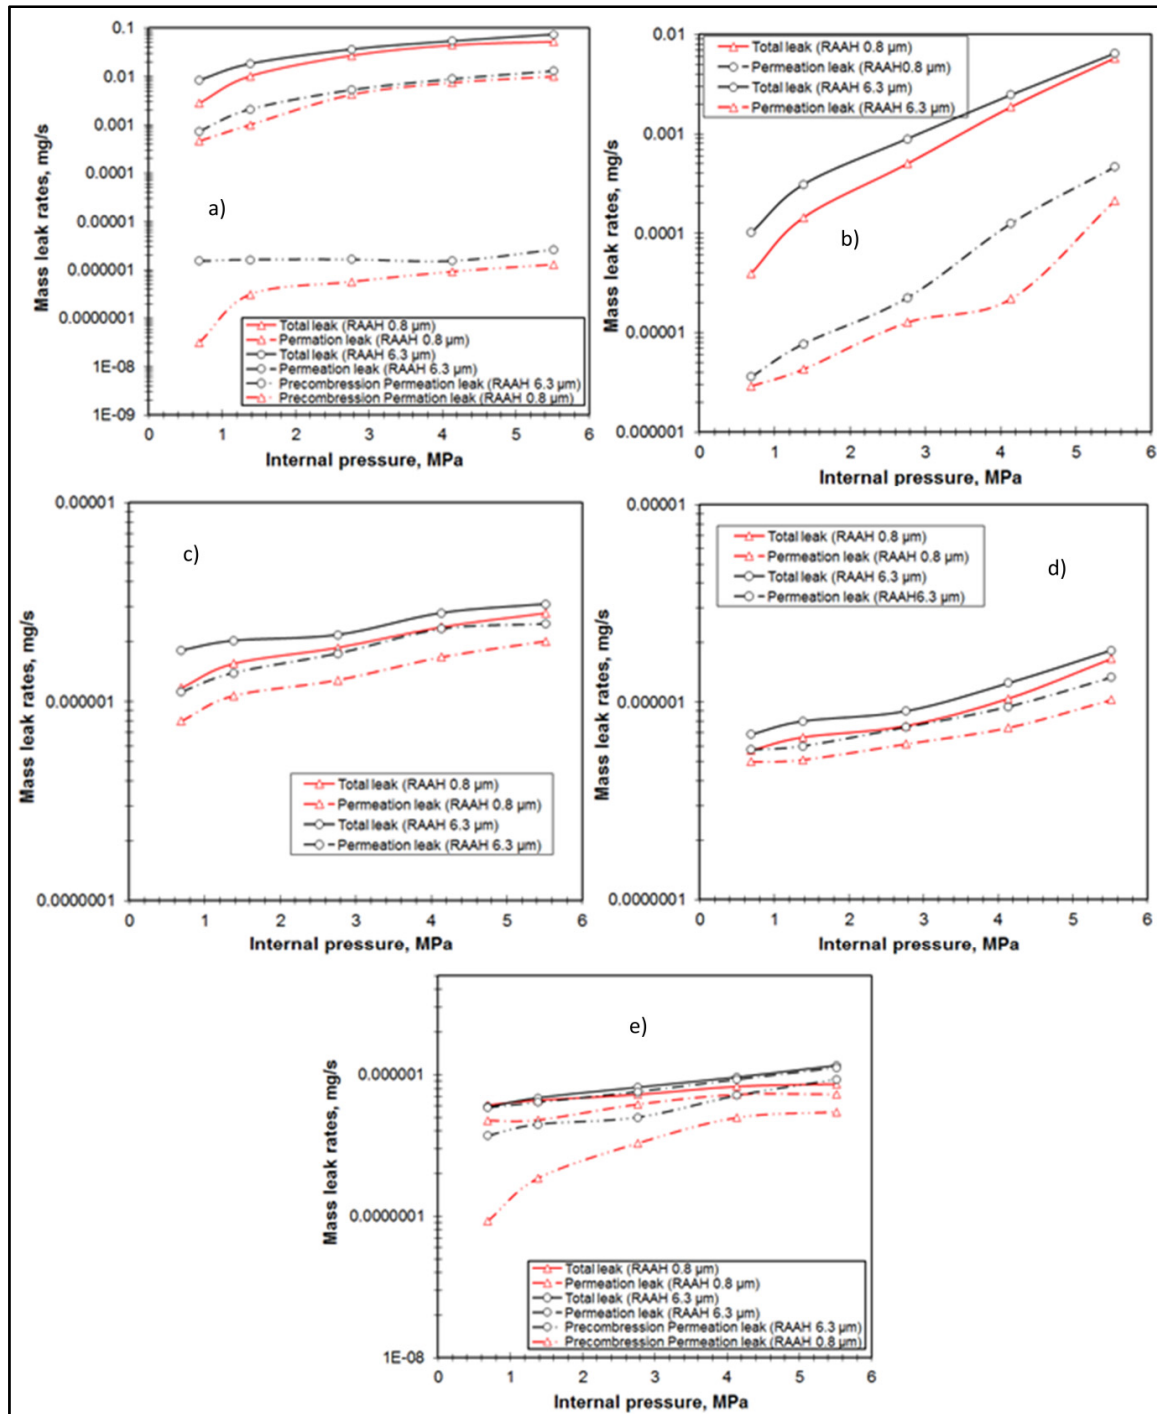 0.1
0.01
0.001
0.0001
0.00001
0.000001
0.0000001
1E-08
1E-09
Mass leak rates, mg/s
a)
Total leak (RAAH 0.8 µm)
Permation leak (RAAH 0.8 µm)
Total leak (RAAH 6.3 µm)
Permeation leak (RAAH 6.3 µm)
Precombression Permeation leak (RAAH 6.3 µm)
Precombression Permation leak (RAAH 0.8 µm)
0 1 2 3 4 5 6
Internal pressure, MPa
0.01
0.001
0.0001
0.00001
0.000001
Mass leak rates, mg/s
Total leak (RAAH 0.8 µm)
Permeation leak (RAAH0.8 µm)
Total leak (RAAH 6.3 µm)
Permeation leak (RAAH 6.3 µm)
b)
0 1 2 3 4 5 6
Internal pressure, MPa
0.00001
0.000001
0.0000001
Mass leak rates, mg/s
c)
Total leak (RAAH 0.8 µm)
Permeation leak (RAAH 0.8 µm)
Total leak (RAAH 6.3 µm)
Permeation leak (RAAH 6.3 µm)
0 1 2 3 4 5 6
Internal pressure, MPa
0.00001
0.000001
0.0000001
Mass leak rates, mg/s
Total leak (RAAH 0.8 µm)
Permeation leak (RAAH 0.8 µm)
Total leak (RAAH 6.3 µm)
Permeation leak (RAAH6.3 µm)
d)
0 1 2 3 4 5 6
Internal pressure, MPa
0.000001
0.0000001
1E-08
Mass leak rates, mg/s
e)
Total leak (RAAH 0.8 µm)
Permeation leak (RAAH 0.8 µm)
Total leak (RAAH 6.3 µm)
Permeation leak (RAAH 6.3 µm)
Precombression Permeation leak (RAAH 6.3 µm)
Precombression Permeation leak (RAAH 0.8 µm)
0 1 2 3 4 5 6
Internal pressure, MPa